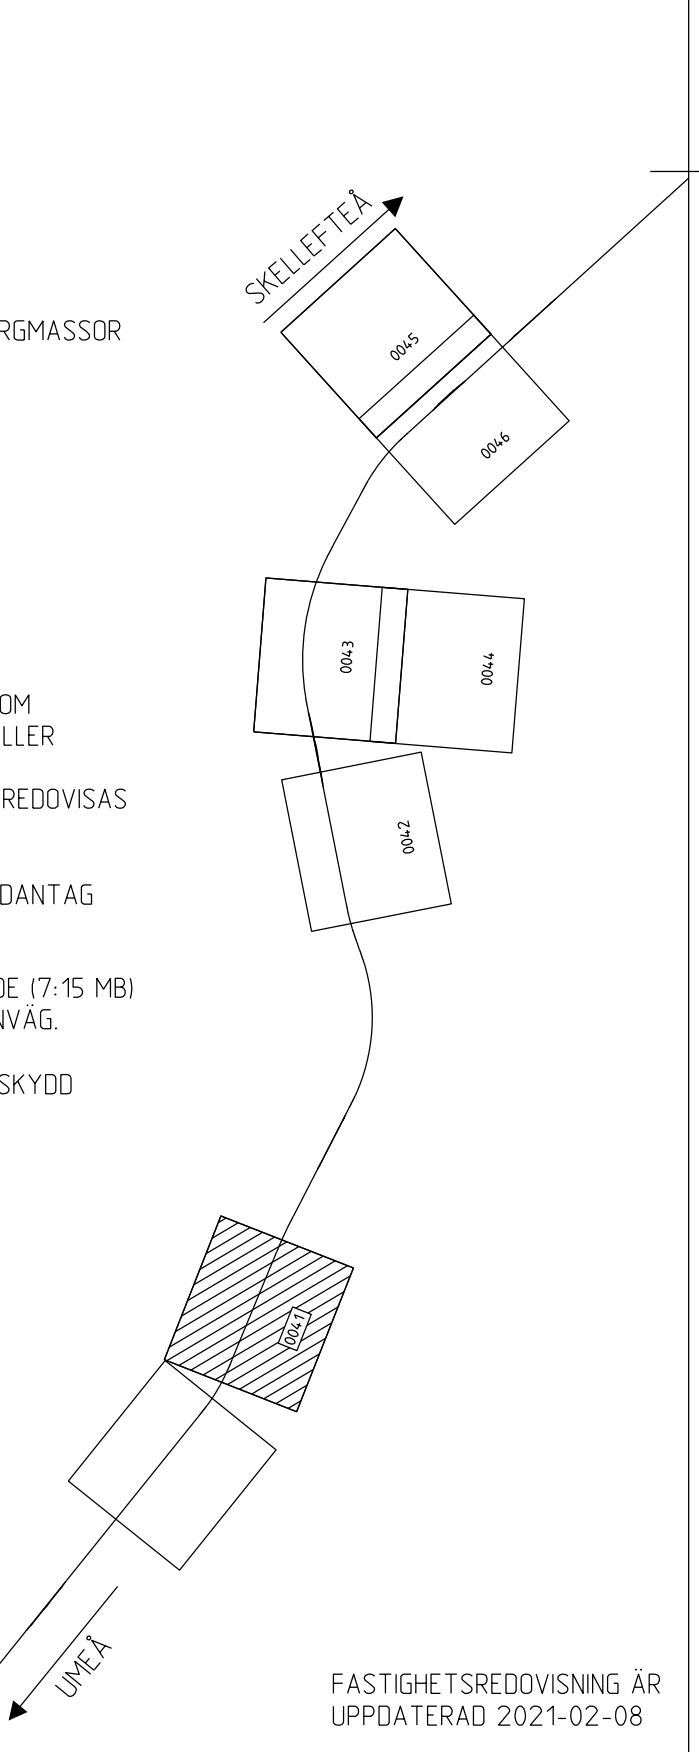 SKELLEFTEÅ
RGMASSOR
0045
0046
0043
0044
OM
LLER
REDOVISAS
0042
DANTAG
DE (7:15 MB)
NVÄG.
SKYDD
0041
UMEÅ
FASTIGHETSREDOVISNING ÄR
UPPDATERAD 2021-02-08